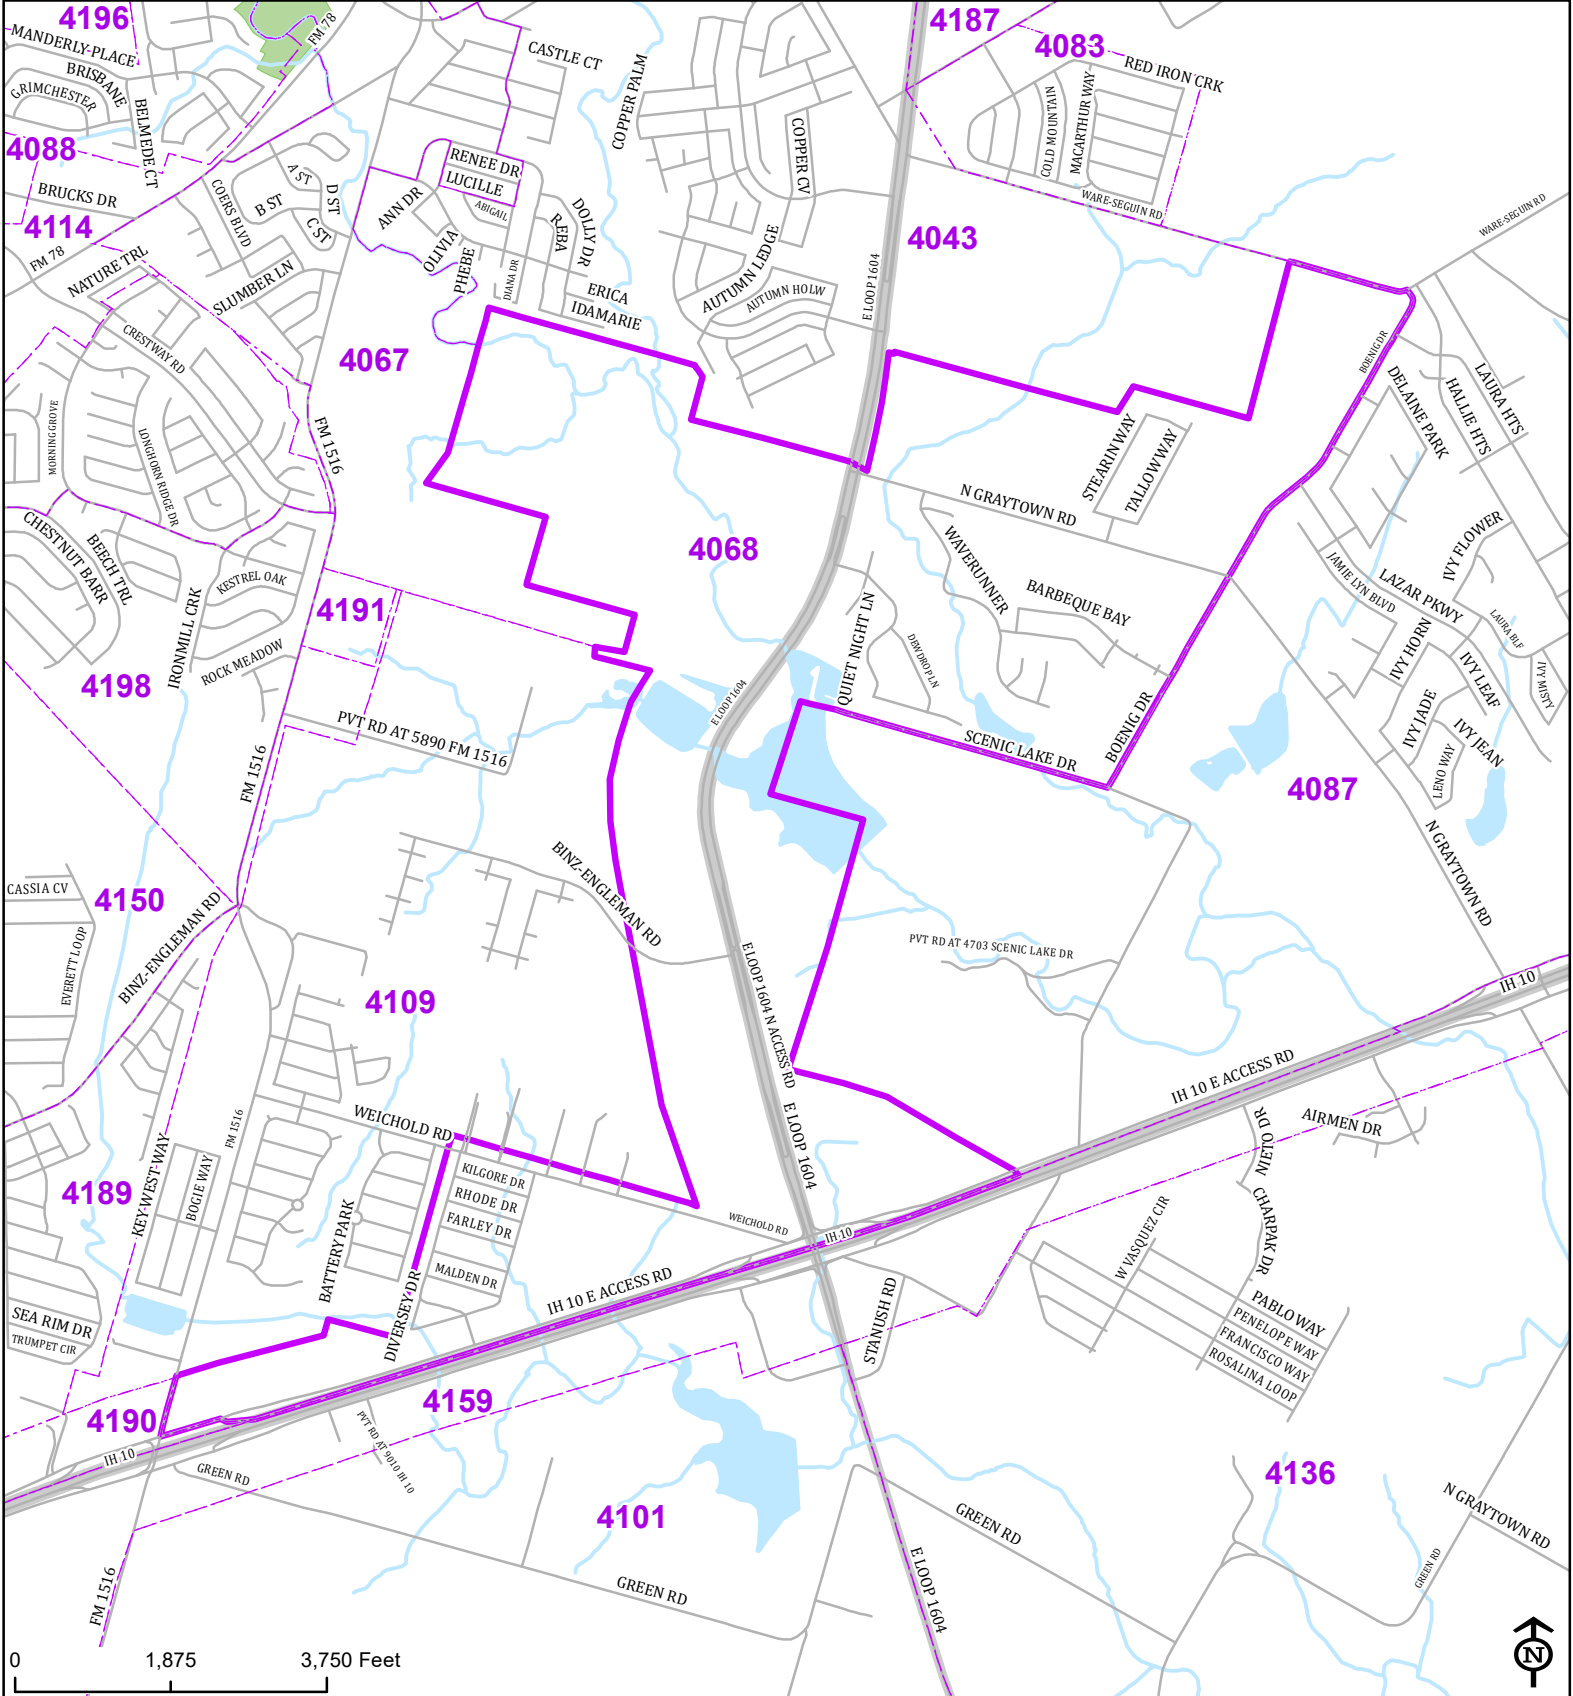 4196
MANDERLY PLACE
BRISBANE
GRIMCHESTER
BELMEDE CT
FM 78
CASTLE CT
COPPER PALM
COPPER CV
4187
4083
RED IRON CRK
COLD MOUNTAIN
MACARTHUR WAY
WARE-SEGUIN RD
WARE-SEGUIN RD
4088
BRUCKS DR
4114
FM 78
NATURE TRL
COERS BLVD
A ST
B ST
C ST
D ST
SLUMBER LN
RENEE DR
LUCILLE
ABIGAIL
ANN DR
OLIVIA
PHEBE
DIANA DR
REBA
DOLLY DR
ERICA
IDAMARIE
AUTUMN LEDGE
AUTUMN HOLW
E LOOP 1604
4043
CRESTWAY RD
4067
MORNING GROVE
LONGHORN RIDGE DR
FM 1516
BOENIG DR
DELAINE PARK
HALLIE HTS
LAURA HTS
STEARIN WAY
TALLOW WAY
N GRAYTOWN RD
4068
CHESTNUT BARR
BEECH TRL
KESTREL OAK
IRONMILL CRK
ROCK MEADOW
4191
4198
WAVERUNNER
BARBEQUE BAY
QUIET NIGHT LN
DEWDROP LN
JAMIE LYN BLVD
LAZAR PKWY
IVY FLOWER
LAURA BLF
IVY HORN
IVY LEAF
IVY MISTY
IVY JADE
IVY JEAN
LENO WAY
E LOOP 1604
PVT RD AT 5890 FM 1516
FM 1516
SCENIC LAKE DR
BOENIG DR
4087
N GRAYTOWN RD
CASSIA CV
4150
EVERETT LOOP
BINZ-ENGLEMAN RD
BINZ-ENGLEMAN RD
4109
E LOOP 1604 N ACCESS RD
PVT RD AT 4703 SCENIC LAKE DR
IH 10
IH 10 E ACCESS RD
AIRMEN DR
WEICHOLD RD
FM 1516
KEY WEST WAY
BOGIE WAY
4189
KILGORE DR
RHODE DR
FARLEY DR
MALDEN DR
BATTERY PARK
DIVERSEY DR
WEICHOLD RD
E LOOP 1604
IH 10
IH 10 E ACCESS RD
STANUSH RD
NIETO DR
CHARPAK DR
W VASQUEZ CIR
PABLO WAY
PENELOPE WAY
FRANCISCO WAY
ROSALINA LOOP
SEA RIM DR
TRUMPET CIR
4190
4159
IH 10
GREEN RD
PVT RD AT 9010 IH 10
4101
4136
GREEN RD
N GRAYTOWN RD
GREEN RD
GREEN RD
E LOOP 1604
FM 1516
0
1,875
3,750 Feet
N